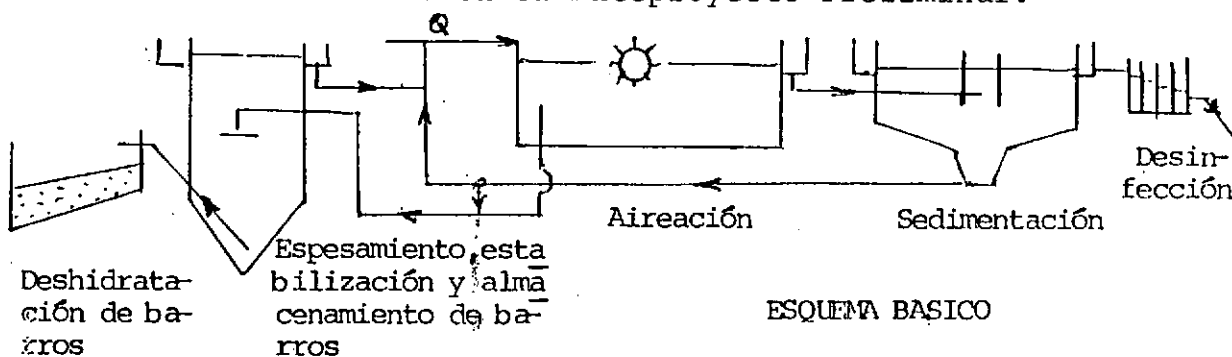 Preliminar.
Q
Desin-
fección
Aireación
Sedimentación
Espesamiento, esta
bilización y alma
cenamiento de ba-
rros
Deshidrata-
ción de ba-
rros
ESQUEMA BASICO